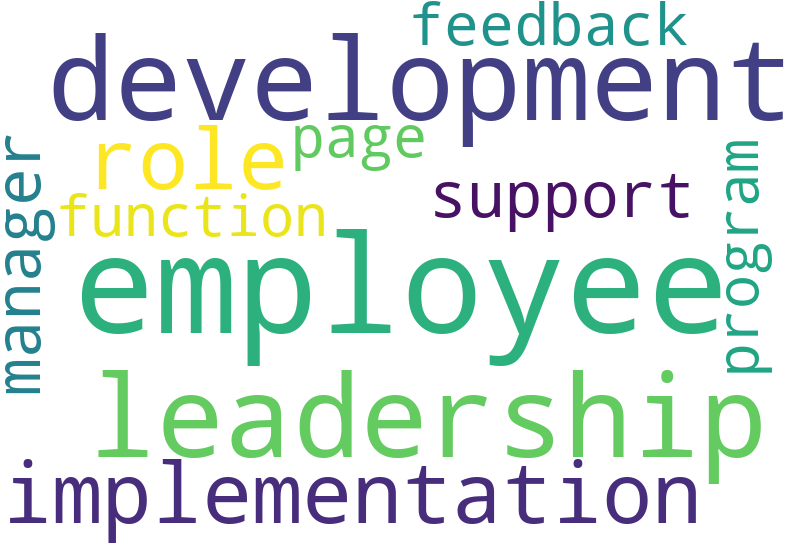 feedback
development
role
page
manager
function
support
program
employee
leadership
implementation